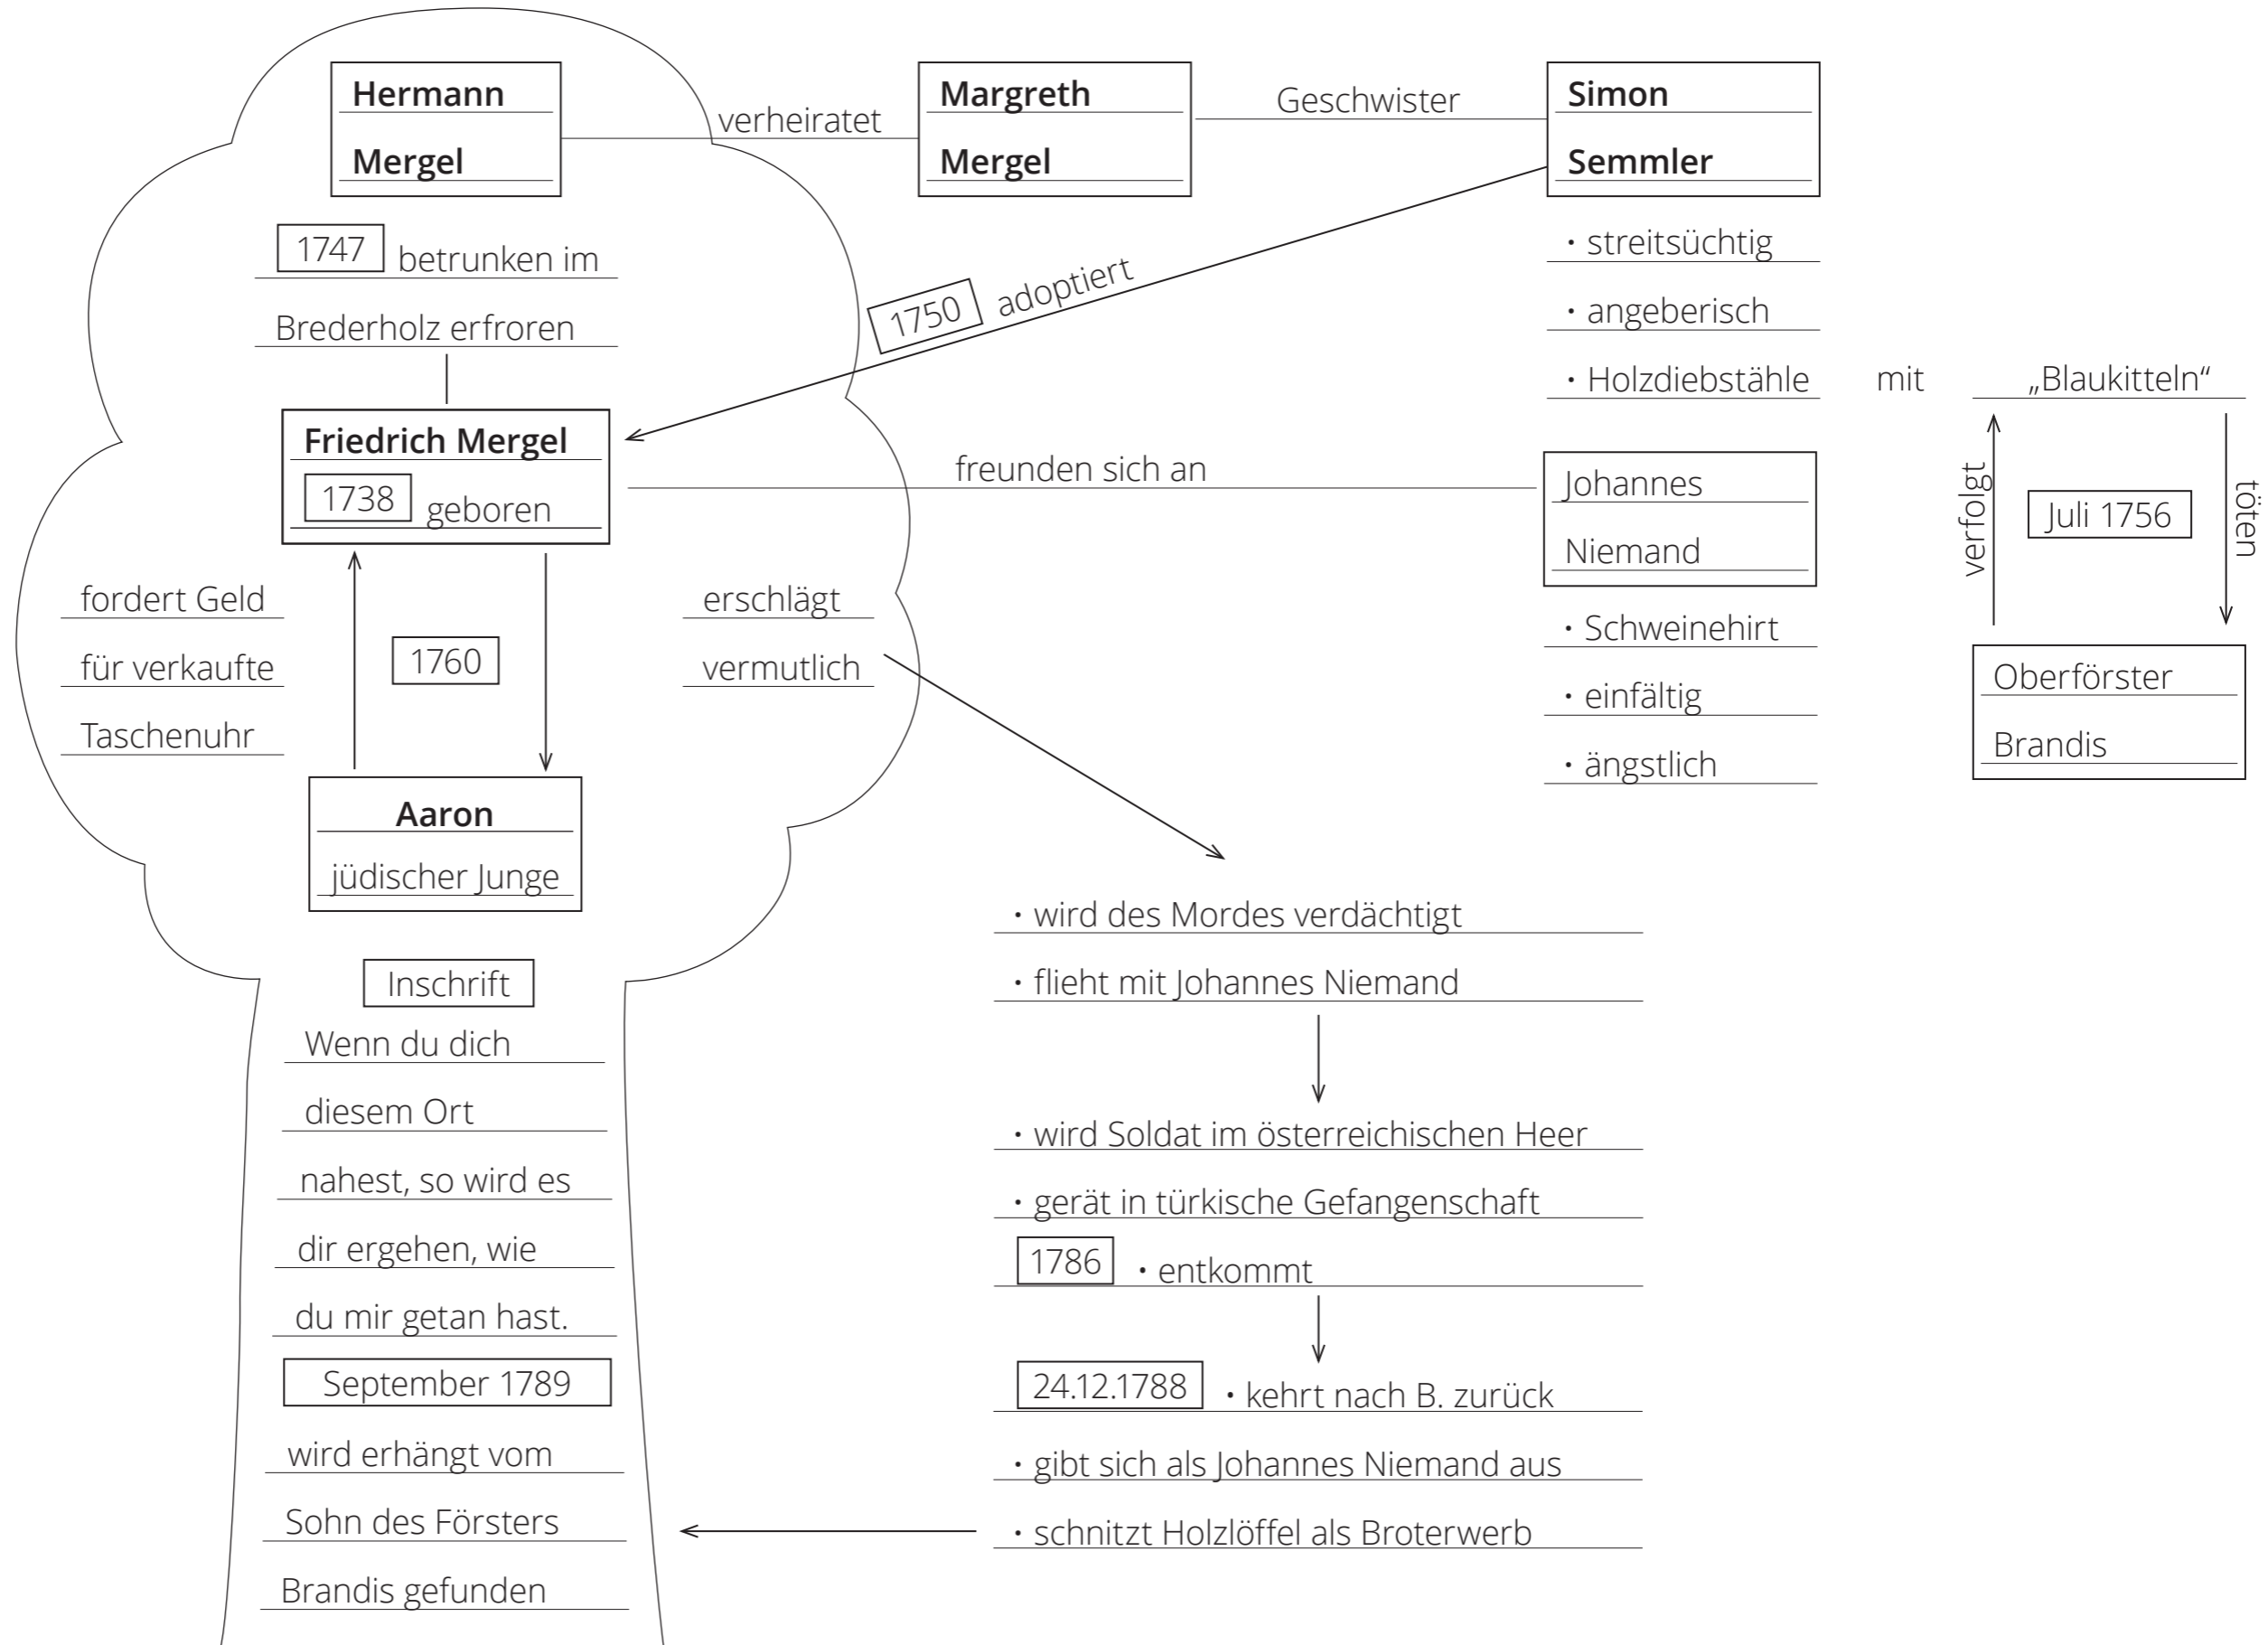 Hermann
Mergel
verheiratet
Margreth
Mergel
Geschwister
Simon
Semmler
1747 betrunken im
Brederholz erfroren
1750 adoptiert
• streitsüchtig
• angeberisch
• Holzdiebstähle mit „Blaukitteln“
Friedrich Mergel
1738 geboren
freunden sich an
Johannes
Niemand
• Schweinehirt
• einfältig
• ängstlich
verfolgt
Juli 1756
töten
Oberförster
Brandis
fordert Geld
für verkaufte
Taschenuhr
1760
erschlägt
vermutlich
Aaron
jüdischer Junge
• wird des Mordes verdächtigt
• flieht mit Johannes Niemand
• wird Soldat im österreichischen Heer
• gerät in türkische Gefangenschaft
1786 • entkommt
24.12.1788 • kehrt nach B. zurück
• gibt sich als Johannes Niemand aus
• schnitzt Holzlöffel als Broterwerb
Inschrift
Wenn du dich
diesem Ort
nahest, so wird es
dir ergehen, wie
du mir getan hast.
September 1789
wird erhängt vom
Sohn des Försters
Brandis gefunden